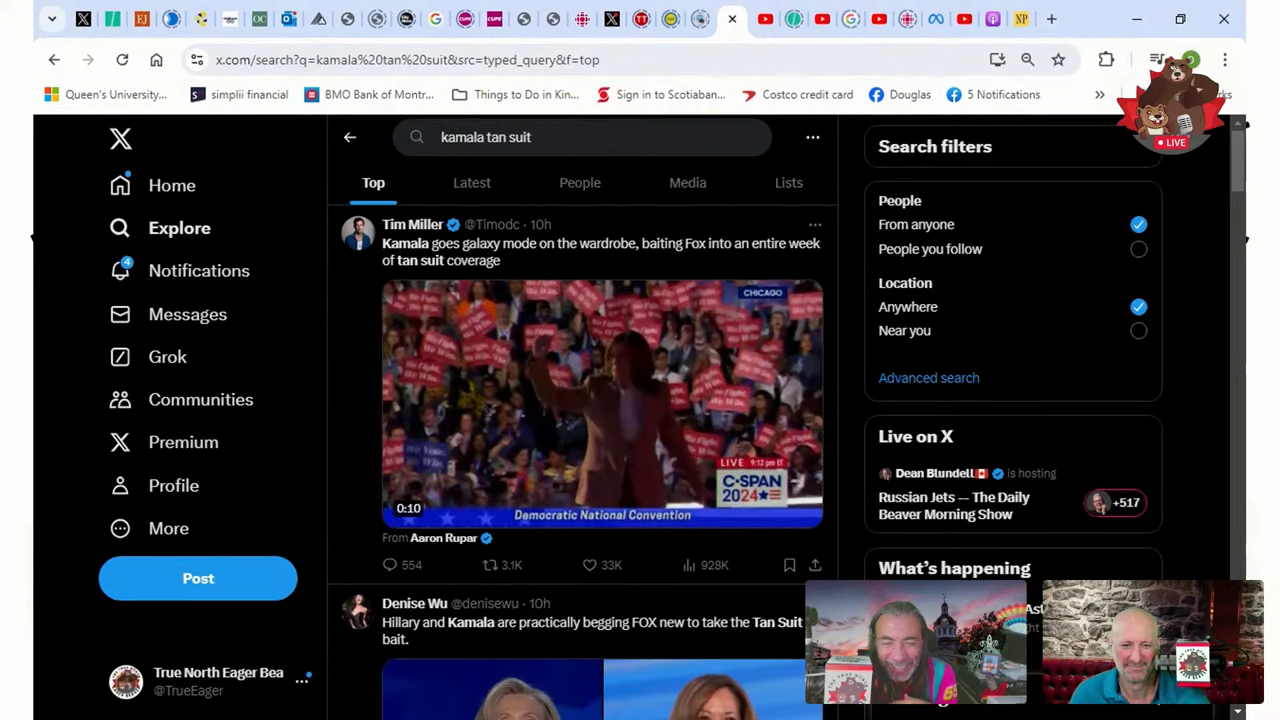 x.com/search?q=kamala%20tan%20suit&src=typed_query&f=top
Queen's University...
simplii financial
BMO Bank of Montr...
Things to Do in Kin...
Sign in to Scotiaban...
Costco credit card
Douglas
5 Notifications
LIVE
Home
Explore
4
Notifications
Messages
Grok
Communities
Premium
Profile
More
Post
True North Eager Bea
@TrueEager
kamala tan suit
Top
Latest
People
Media
Lists
Tim Miller @Timodc · 10h
Kamala goes galaxy mode on the wardrobe, baiting Fox into an entire week
of tan suit coverage
CHICAGO
LIVE 9:12 pm ET
C-SPAN
2024
0:10
Democratic National Convention
From Aaron Rupar
554
3.1K
33K
928K
Denise Wu @denisewu · 10h
Hillary and Kamala are practically begging FOX new to take the Tan Suit
bait.
Search filters
People
From anyone
People you follow
Location
Anywhere
Near you
Advanced search
Live on X
Dean Blundell is hosting
Russian Jets -- The Daily
Beaver Morning Show
+517
What's happening